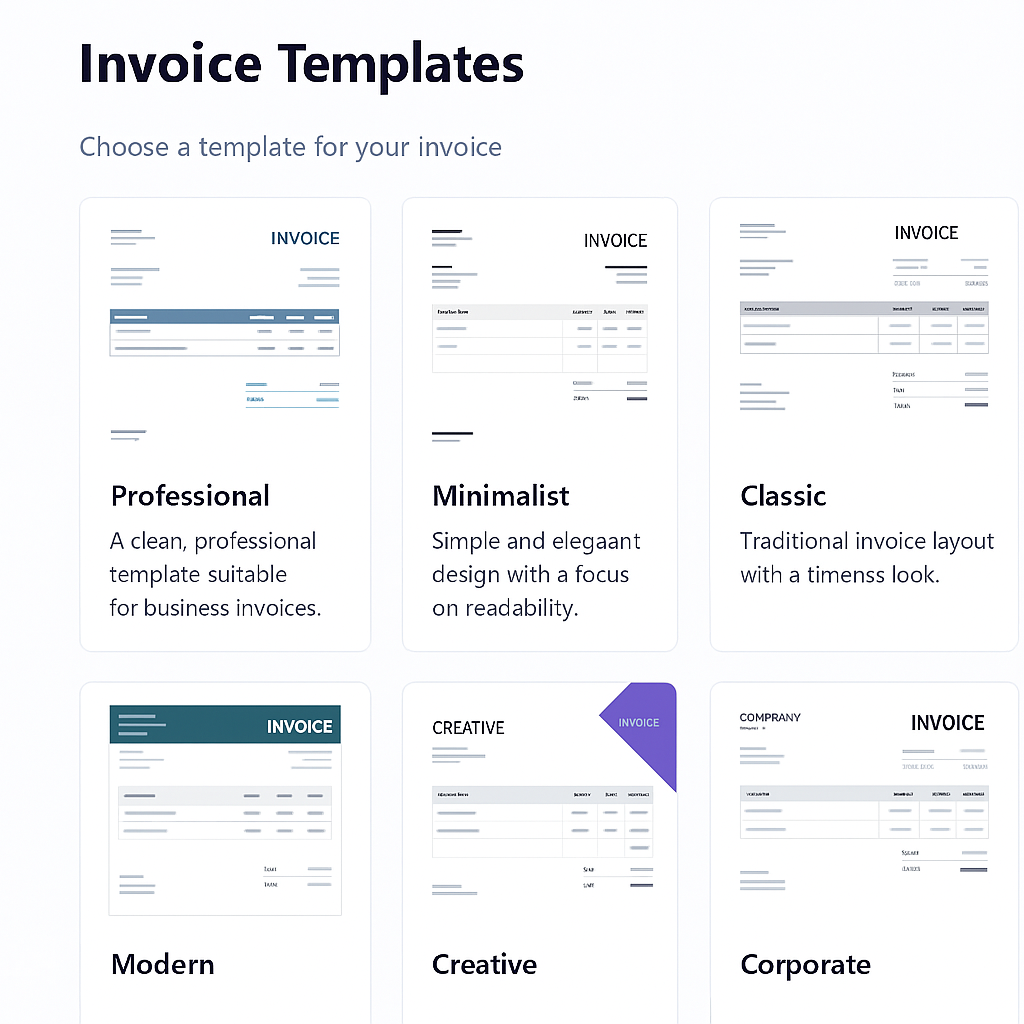 Invoice Templates
Choose a template for your invoice
INVOICE
INVOICE
INVOICE
Professional
A clean, professional
template suitable
for business invoices.
Minimalist
Simple and elegaant
design with a focus
on readability.
Classic
Traditional invoice layout
with a timenss look.
INVOICE
CREATIVE
INVOICE
COMPRANY
INVOICE
Modern
Creative
Corporate